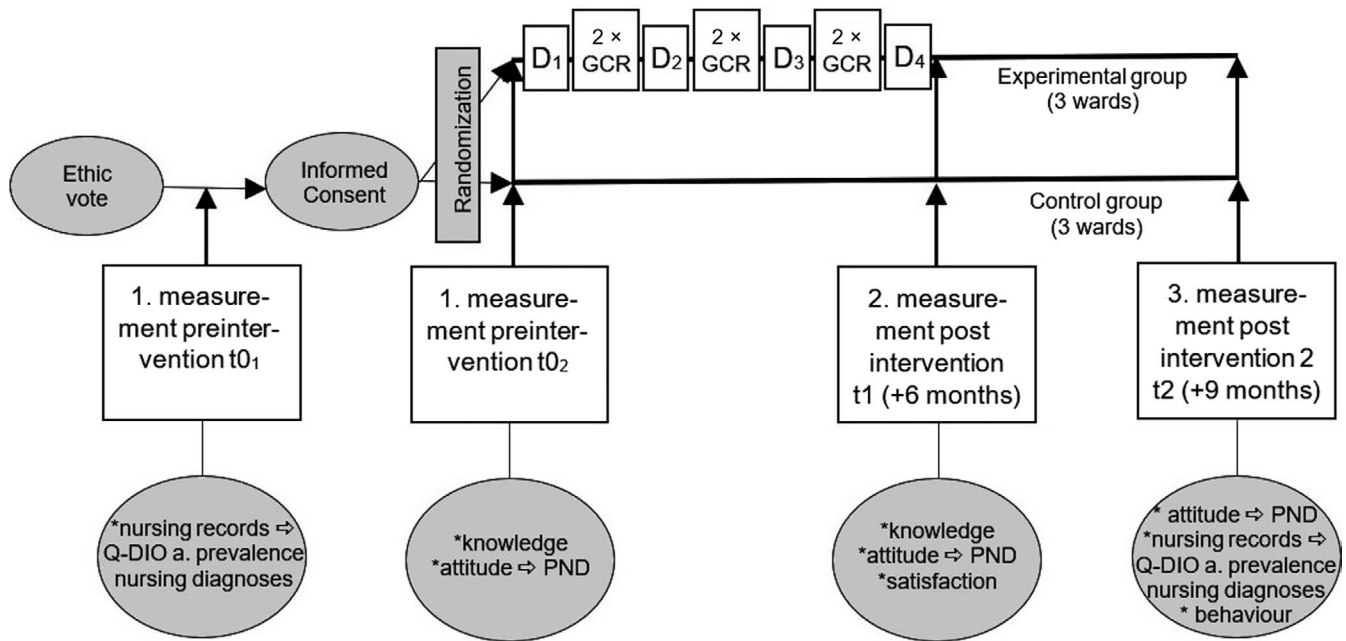 D1
2 ×
GCR
D2
2 ×
GCR
D3
2 ×
GCR
D4
Experimental group
(3 wards)
Ethic
vote
Informed
Consent
Randomization
Control group
(3 wards)
1. measure-
ment preinter-
vention t01
1. measure-
ment preinter-
vention t02
2. measure-
ment post
intervention
t1 (+6 months)
3. measure-
ment post
intervention 2
t2 (+9 months)
*nursing records ⇨
Q-DIO a. prevalence
nursing diagnoses
*knowledge
*attitude ⇨ PND
*knowledge
*attitude ⇨ PND
*satisfaction
* attitude ⇨ PND
*nursing records ⇨
Q-DIO a. prevalence
nursing diagnoses
* behaviour